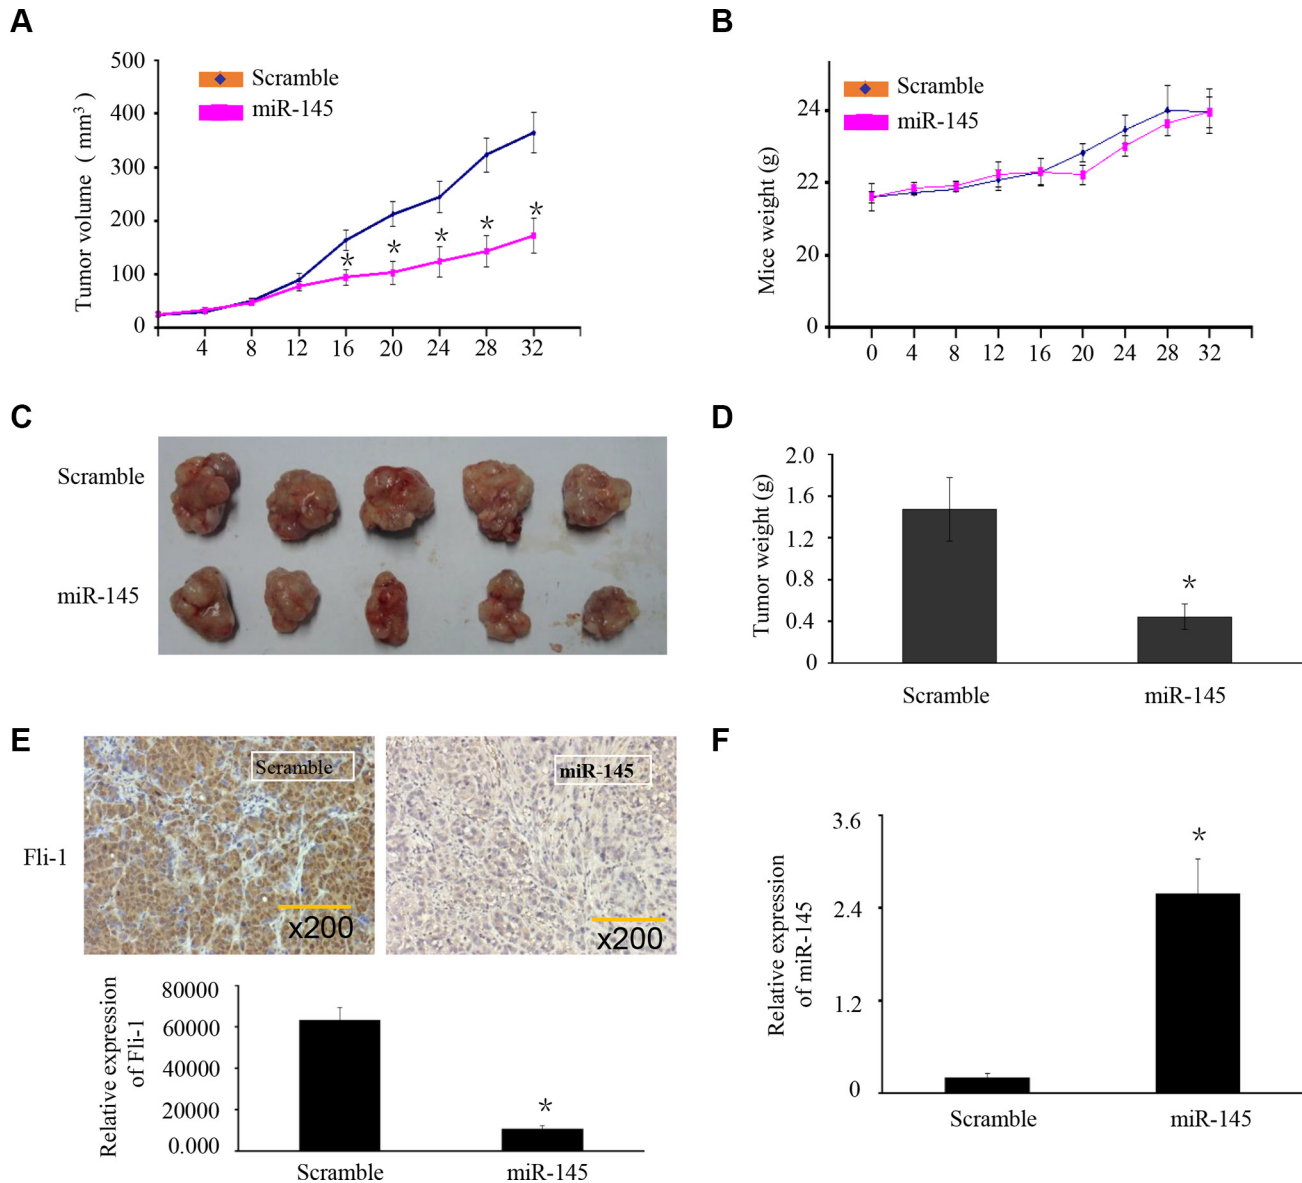 A
500
400
300
200
100
0
Tumor volume ( mm³ )
Scramble
miR-145
* * * * *
4 8 12 16 20 24 28 32
B
24
22
20
0
Mice weight (g)
Scramble
miR-145
0 4 8 12 16 20 24 28 32
C
Scramble
miR-145
D
2.0
1.6
1.2
0.8
0.4
0
Tumor weight (g)
*
Scramble miR-145
E
Fli-1
Scramble
x200
miR-145
x200
80000
60000
40000
20000
0.000
Relative expression
of Fli-1
*
Scramble miR-145
F
3.6
2.4
1.2
0
Relative expression
of miR-145
*
Scramble miR-145